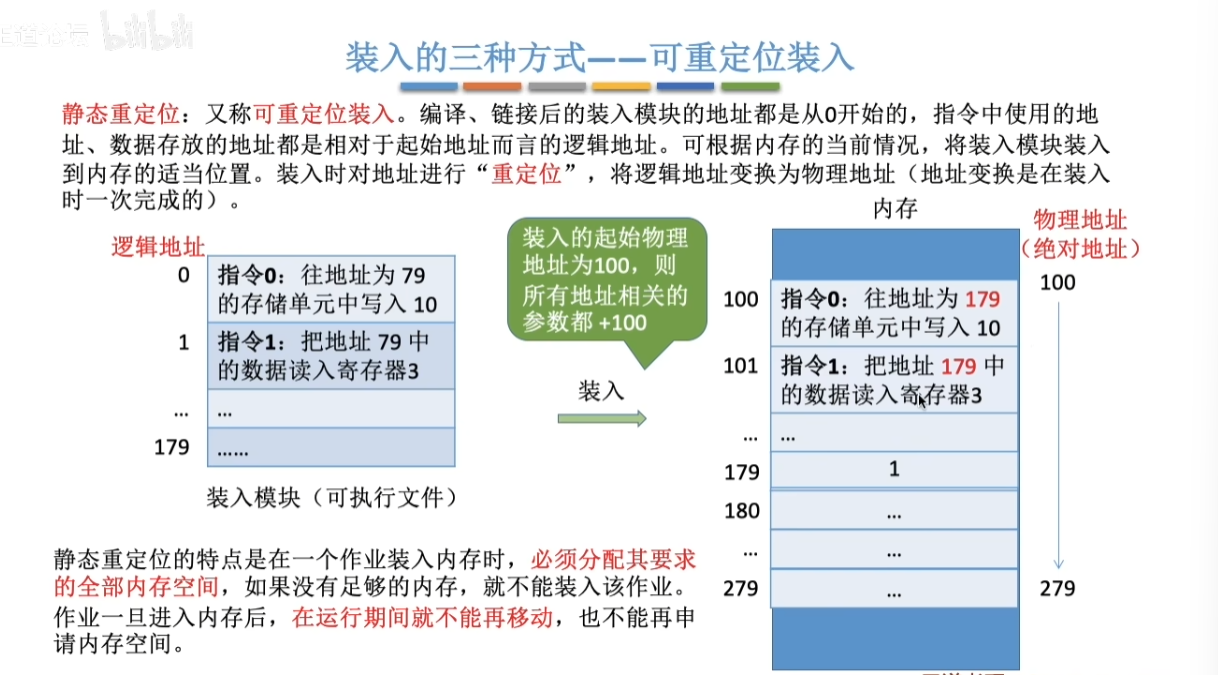 bilibili
装入的三种方式——可重定位装入
静态重定位：又称可重定位装入。编译、链接后的装入模块的地址都是从0开始的，指令中使用的地
址、数据存放的地址都是相对于起始地址而言的逻辑地址。可根据内存的当前情况，将装入模块装入
到内存的适当位置。装入时对地址进行“重定位”，将逻辑地址变换为物理地址（地址变换是在装入
时一次完成的）。
逻辑地址
0
指令0：往地址为 79
的存储单元中写入 10
1
指令1：把地址 79 中
的数据读入寄存器3
...
...
179
......
装入模块（可执行文件）
装入的起始物理
地址为100，则
所有地址相关的
参数都 +100
装入
内存
物理地址
（绝对地址）
100
指令0：往地址为 179
的存储单元中写入 10
101
指令1：把地址 179 中
的数据读入寄存器3
...
...
179
1
180
...
...
...
279
...
100
279
静态重定位的特点是在一个作业装入内存时，必须分配其要求
的全部内存空间，如果没有足够的内存，就不能装入该作业。
作业一旦进入内存后，在运行期间就不能再移动，也不能再申
请内存空间。